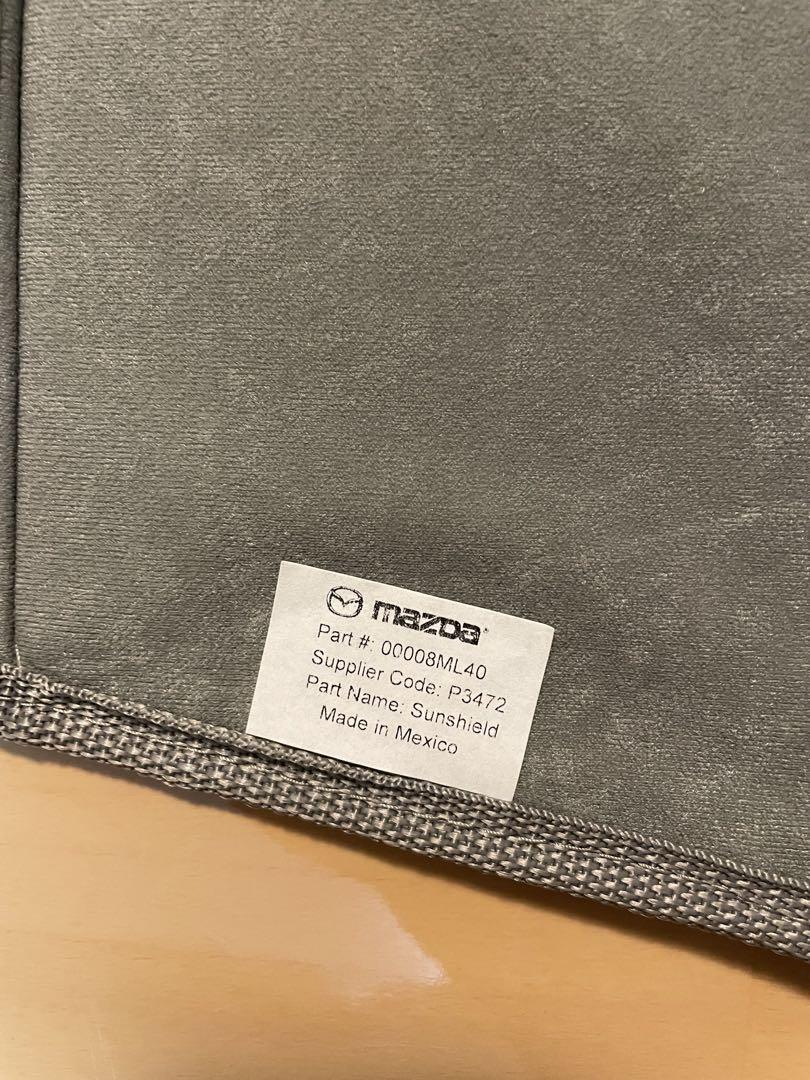 mazda
Part #: 00008ML40
Supplier Code: P3472
Part Name: Sunshield
Made in Mexico